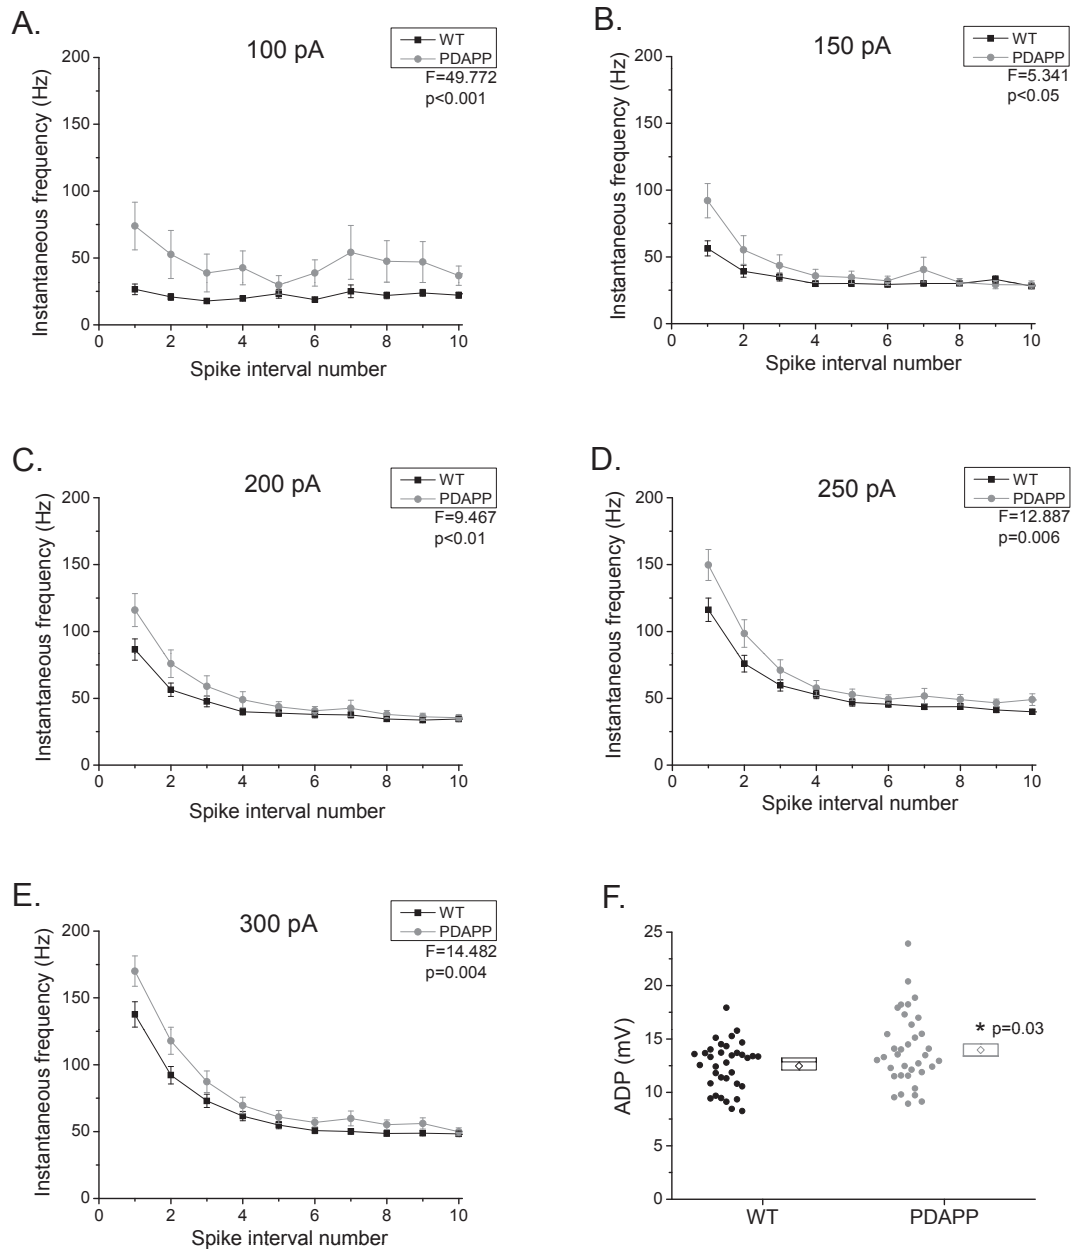 A.
100 pA
WT
PDAPP
F=49.772
p<0.001
Instantaneous frequency (Hz)
200
150
100
50
0
0 2 4 6 8 10
Spike interval number
B.
150 pA
WT
PDAPP
F=5.341
p<0.05
Instantaneous frequency (Hz)
200
150
100
50
0
0 2 4 6 8 10
Spike interval number
C.
200 pA
WT
PDAPP
F=9.467
p<0.01
Instantaneous frequency (Hz)
200
150
100
50
0
0 2 4 6 8 10
Spike interval number
D.
250 pA
WT
PDAPP
F=12.887
p=0.006
Instantaneous frequency (Hz)
200
150
100
50
0
0 2 4 6 8 10
Spike interval number
E.
300 pA
WT
PDAPP
F=14.482
p=0.004
Instantaneous frequency (Hz)
200
150
100
50
0
0 2 4 6 8 10
Spike interval number
F.
ADP (mV)
25
20
15
10
5
0
* p=0.03
WT PDAPP